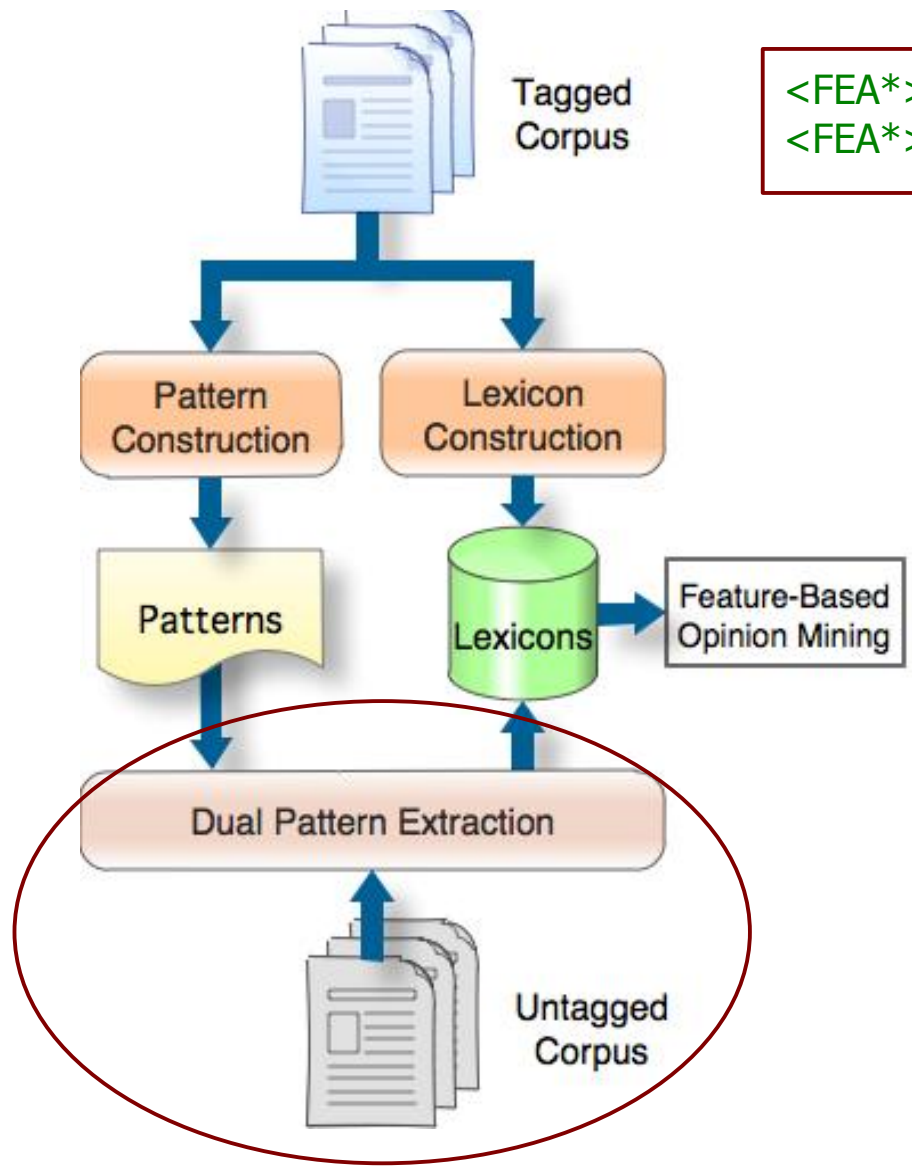 Tagged
Corpus
<FEA*>
<FEA*>
Pattern
Construction
Lexicon
Construction
Patterns
Lexicons
Feature-Based
Opinion Mining
Dual Pattern Extraction
Untagged
Corpus